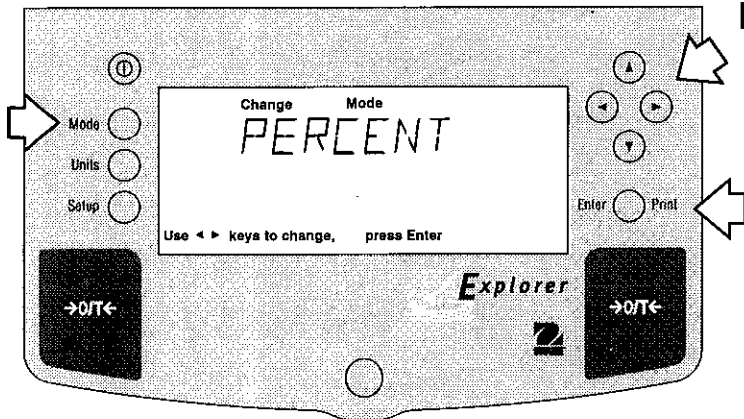 Change Mode
PERCENT
Mode
Units
Setup
Enter Print
Use ◄ ► keys to change, press Enter
Explorer
→0/T← →0/T←